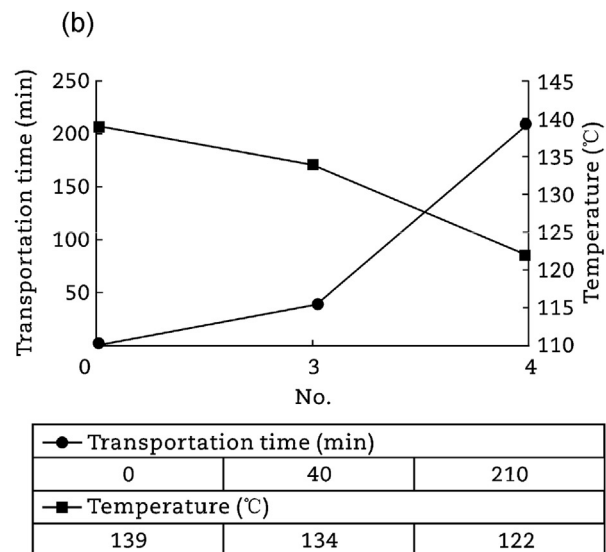 (b)
Transportation time (min)
250
200
150
100
50
0
3
4
No.
145
140
135
130
125
120
115
110
Temperature (℃)
Transportation time (min)
0 40 210
Temperature (℃)
139 134 122